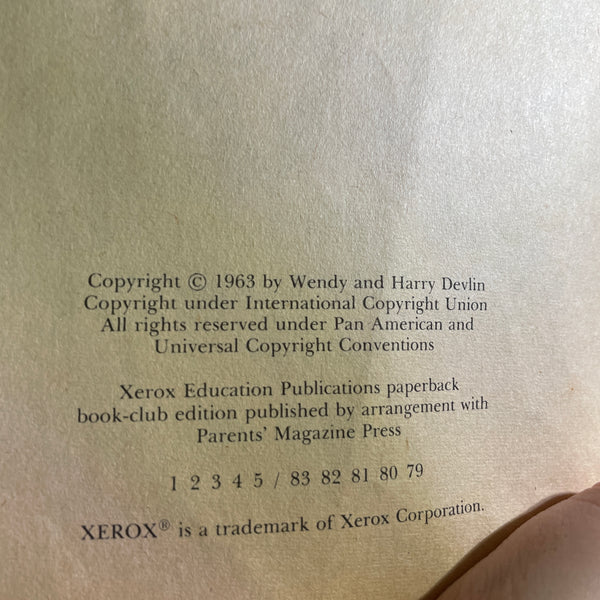 Copyright © 1963 by Wendy and Harry Devlin
Copyright under International Copyright Union
All rights reserved under Pan American and
Universal Copyright Conventions
Xerox Education Publications paperback
book-club edition published by arrangement with
Parents' Magazine Press
1 2 3 4 5 / 83 82 81 80 79
XEROX® is a trademark of Xerox Corporation.